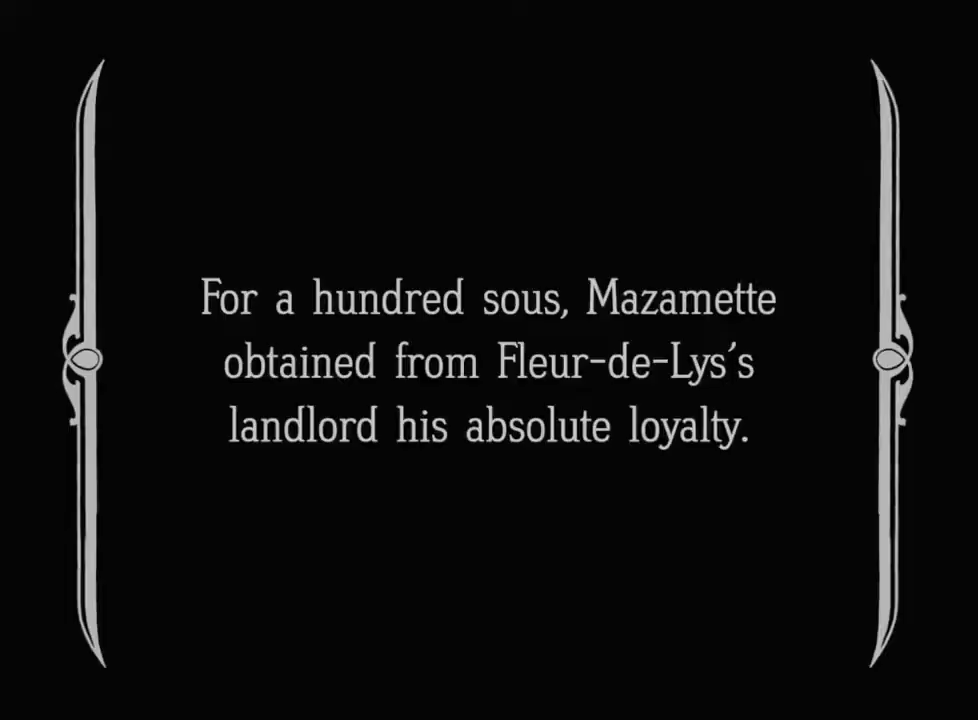 For a hundred sous, Mazamette
obtained from Fleur-de-Lys's
landlord his absolute loyalty.